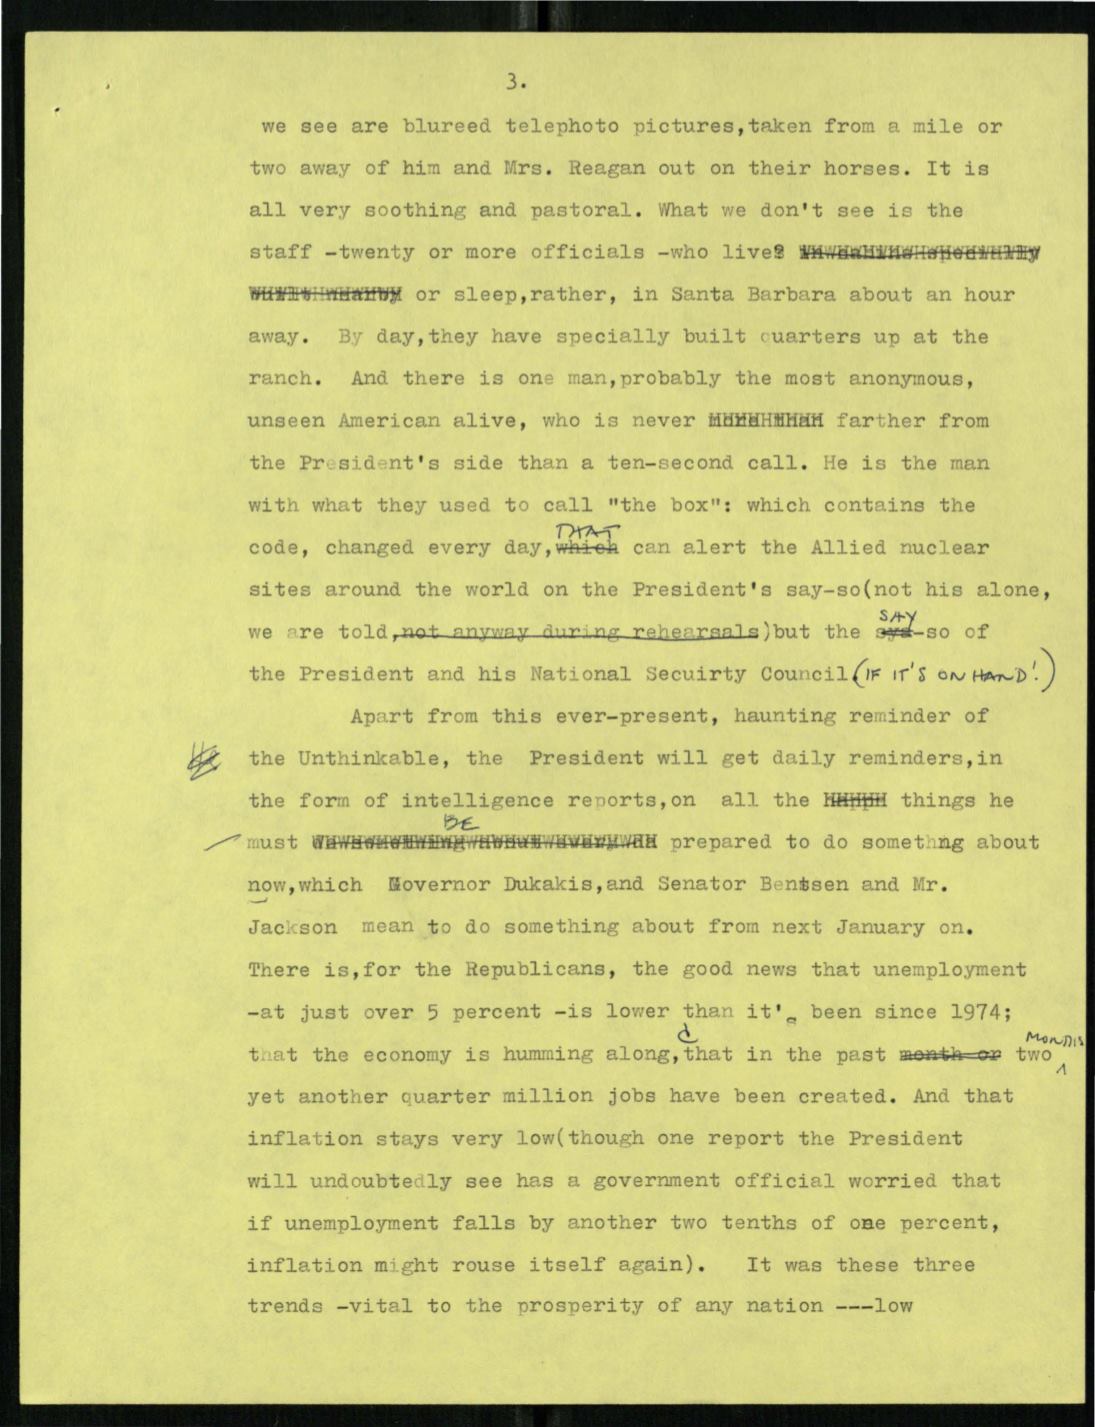 3.
we see are blureed telephoto pictures,taken from a mile or
two away of him and Mrs. Reagan out on their horses. It is
all very soothing and pastoral. What we don't see is the
staff -twenty or more officials -who live?
or sleep,rather, in Santa Barbara about an hour
away. By day,they have specially built quarters up at the
ranch. And there is one man,probably the most anonymous,
unseen American alive, who is never farther from
the President's side than a ten-second call. He is the man
with what they used to call "the box": which contains the
THAT
code, changed every day,which can alert the Allied nuclear
sites around the world on the President's say-so(not his alone,
SAY
we are told,not anyway during rehearsals)but the sya-so of
the President and his National Secuirty Council(IF IT'S ON HAND!)
Apart from this ever-present, haunting reminder of
the Unthinkable, the President will get daily reminders,in
the form of intelligence reports,on all the things he
BE
must prepared to do somethng about
now,which Governor Dukakis,and Senator Bentsen and Mr.
Jackson mean to do something about from next January on.
There is,for the Republicans, the good news that unemployment
-at just over 5 percent -is lower than it's been since 1974;
MONTHS
that the economy is humming along,that in the past month or two
yet another quarter million jobs have been created. And that
inflation stays very low(though one report the President
will undoubtedly see has a government official worried that
if unemployment falls by another two tenths of one percent,
inflation might rouse itself again). It was these three
trends -vital to the prosperity of any nation ---low